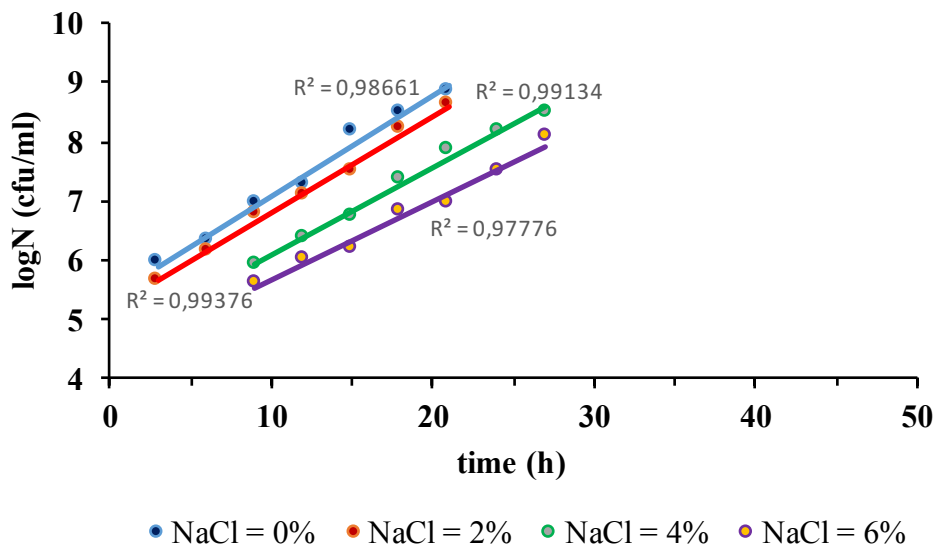 10
9
8
7
6
5
4
logN (cfu/ml)
R² = 0,98661
R² = 0,99134
R² = 0,97776
R² = 0,99376
0 10 20 30 40 50
time (h)
NaCl = 0% NaCl = 2% NaCl = 4% NaCl = 6%